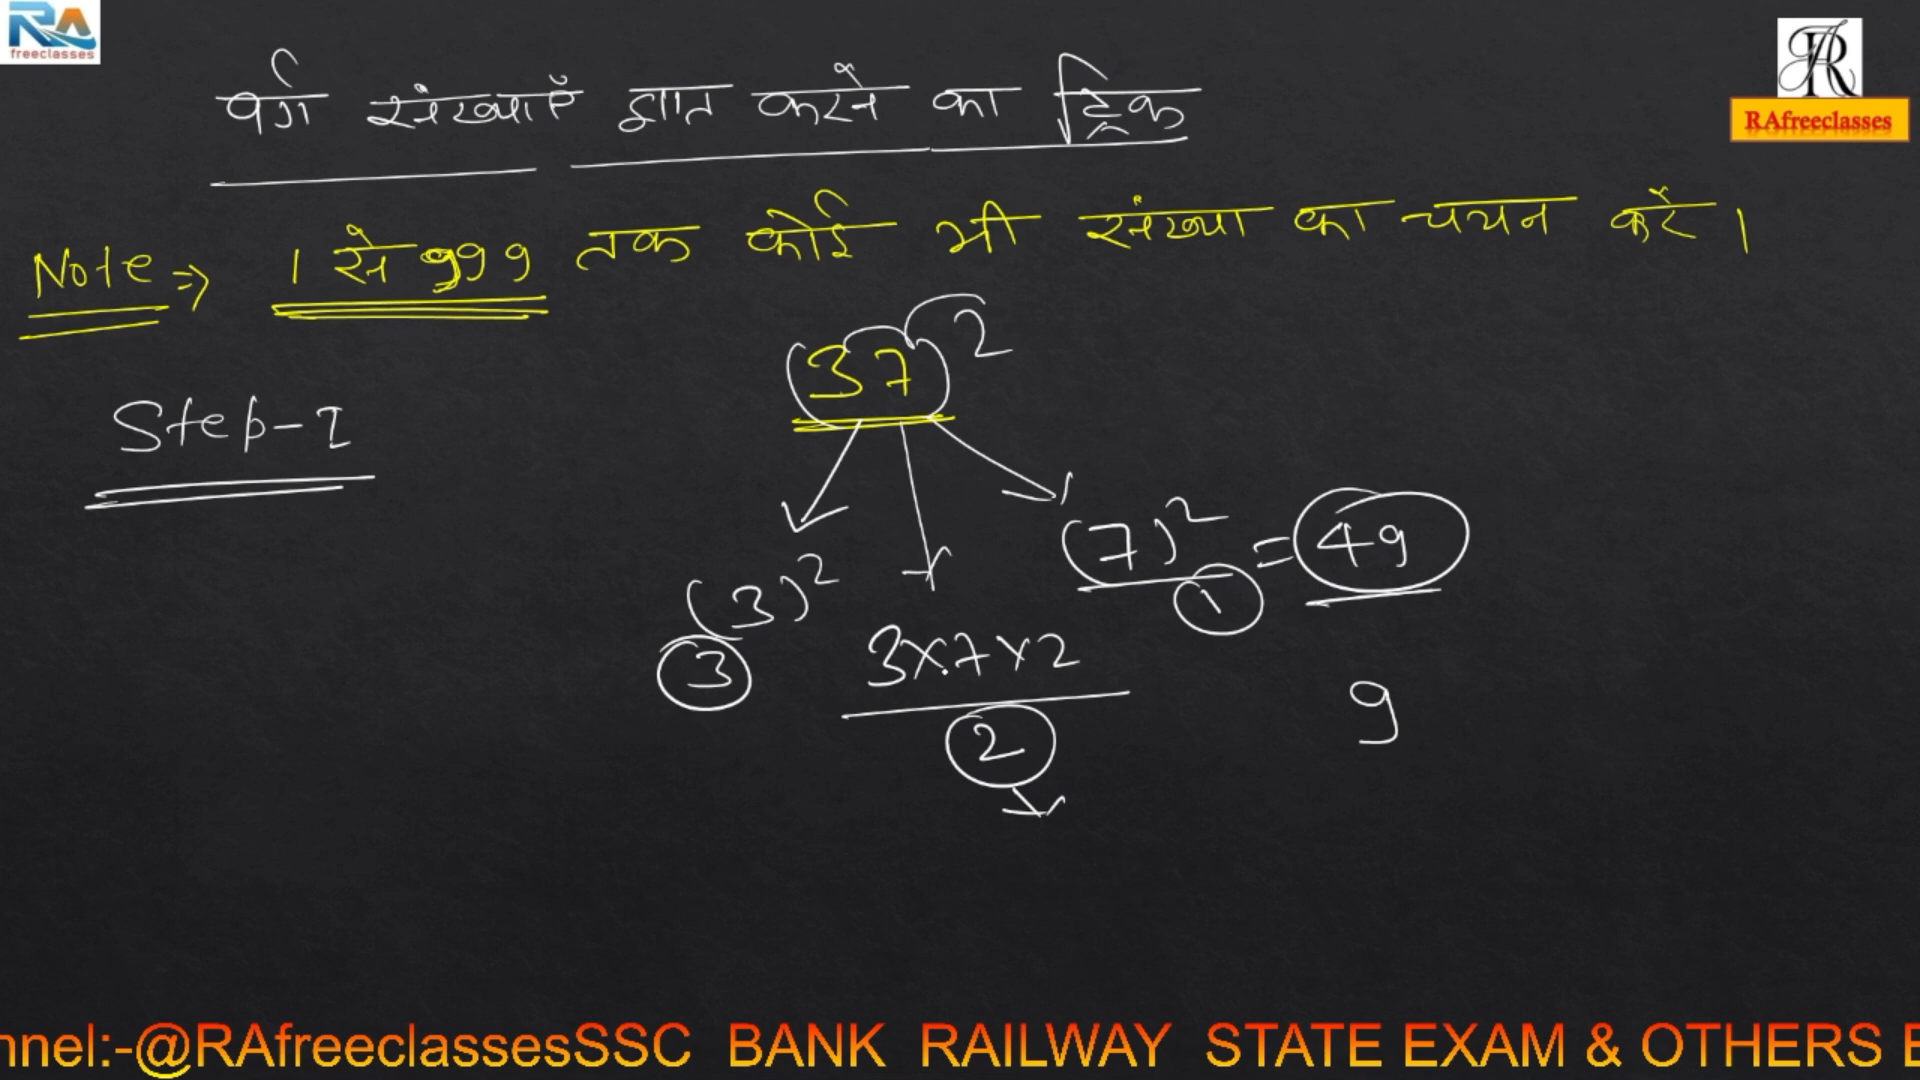 RA
freeclasses
AR
RAfreeclasses
वर्ग संख्याएँ ज्ञात करने का ट्रिक
Note ⇒ 1 से 999 तक कोई भी संख्या का चयन करें।
(37)²
Step-I
(7)² = 49
①
(3)²
③
3×7×2
②
9
nnel:-@RAfreeclassesSSC BANK RAILWAY STATE EXAM & OTHERS E